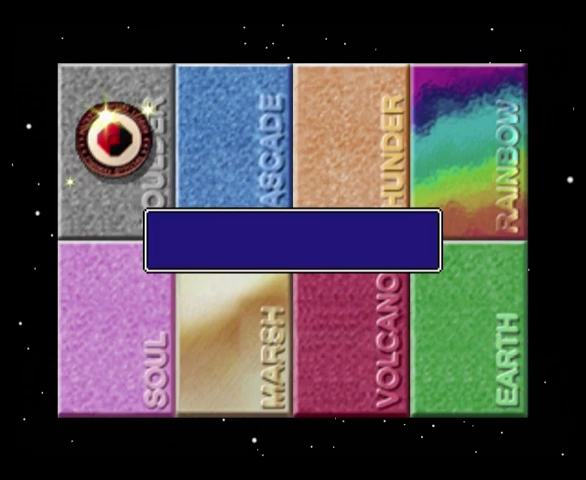 OULDER
ASCADE
HUNDER
RAINBOW
SOUL
MARSH
VOLCANO
EARTH